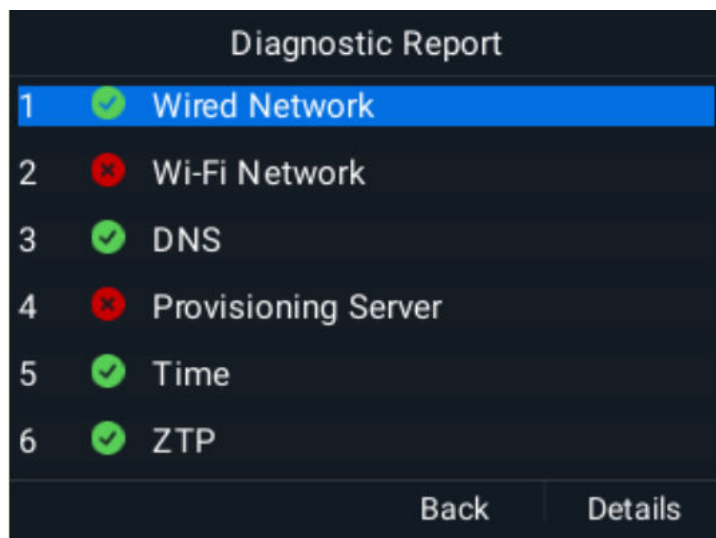 Diagnostic Report
1 Wired Network
2 Wi-Fi Network
3 DNS
4 Provisioning Server
5 Time
6 ZTP
Back Details